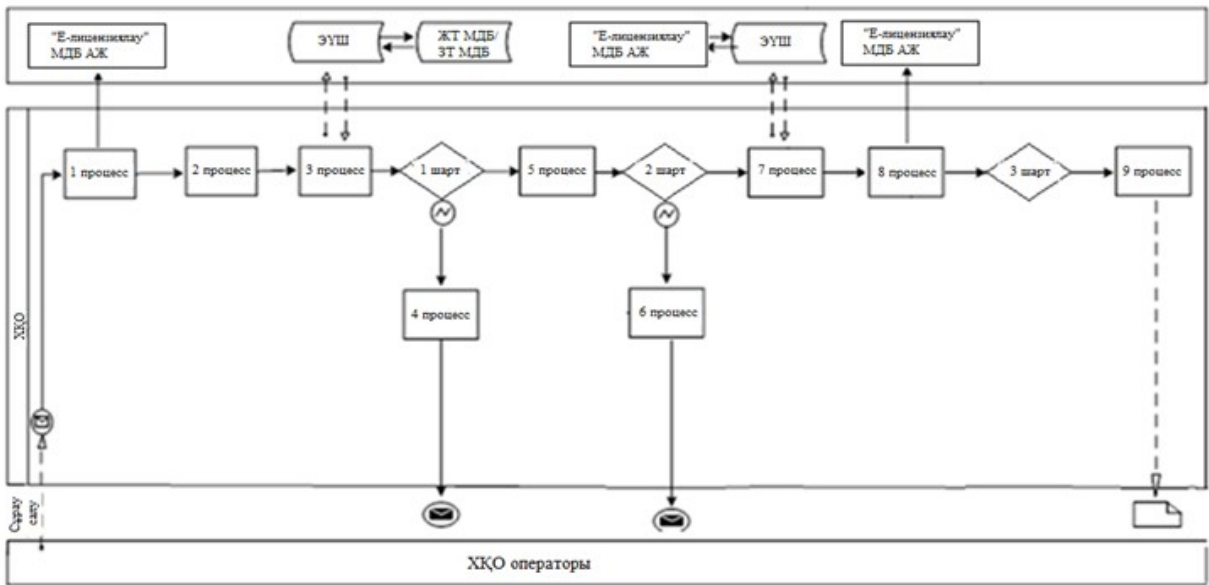 "Е-лицензиялау"
МДБ АЖ
ЭҮШ
ЖТ МДБ/
ЗТ МДБ
"Е-лицензиялау"
МДБ АЖ
ЭҮШ
"Е-лицензиялау"
МДБ АЖ
1 процесс
2 процесс
3 процесс
1 шарт
5 процесс
2 шарт
7 процесс
8 процесс
3 шарт
9 процесс
4 процесс
6 процесс
ХҚО
Сұрау
салу
ХҚО операторы